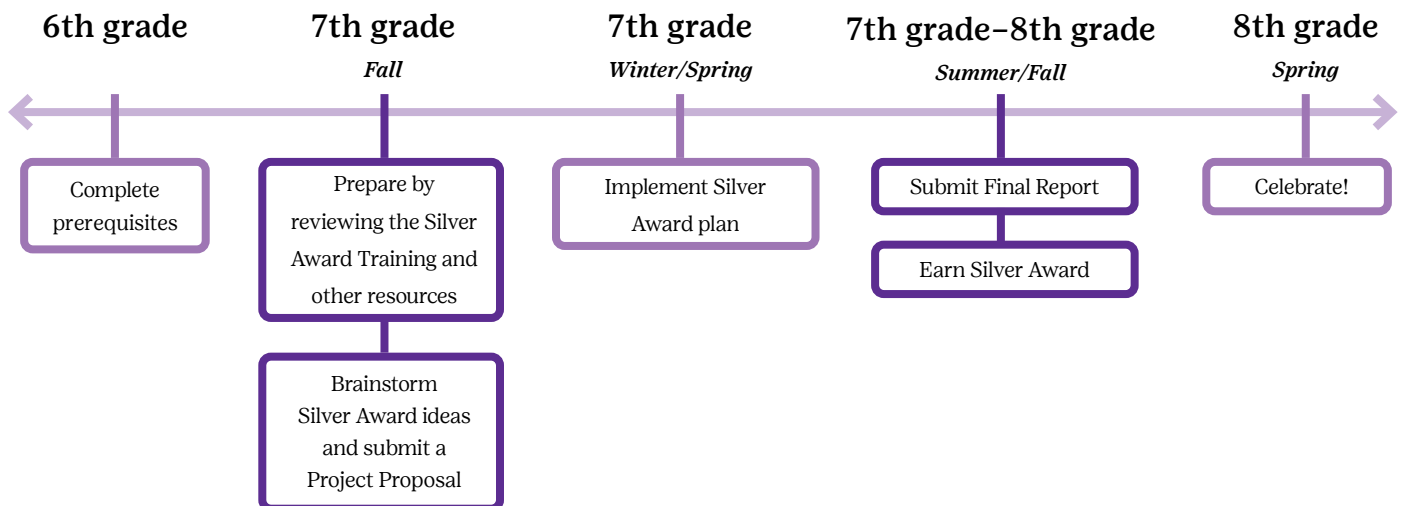 6th grade
Complete
prerequisites
7th grade
Fall
Prepare by
reviewing the Silver
Award Training and
other resources
Brainstorm
Silver Award ideas
and submit a
Project Proposal
7th grade
Winter/Spring
Implement Silver
Award plan
7th grade–8th grade
Summer/Fall
Submit Final Report
Earn Silver Award
8th grade
Spring
Celebrate!